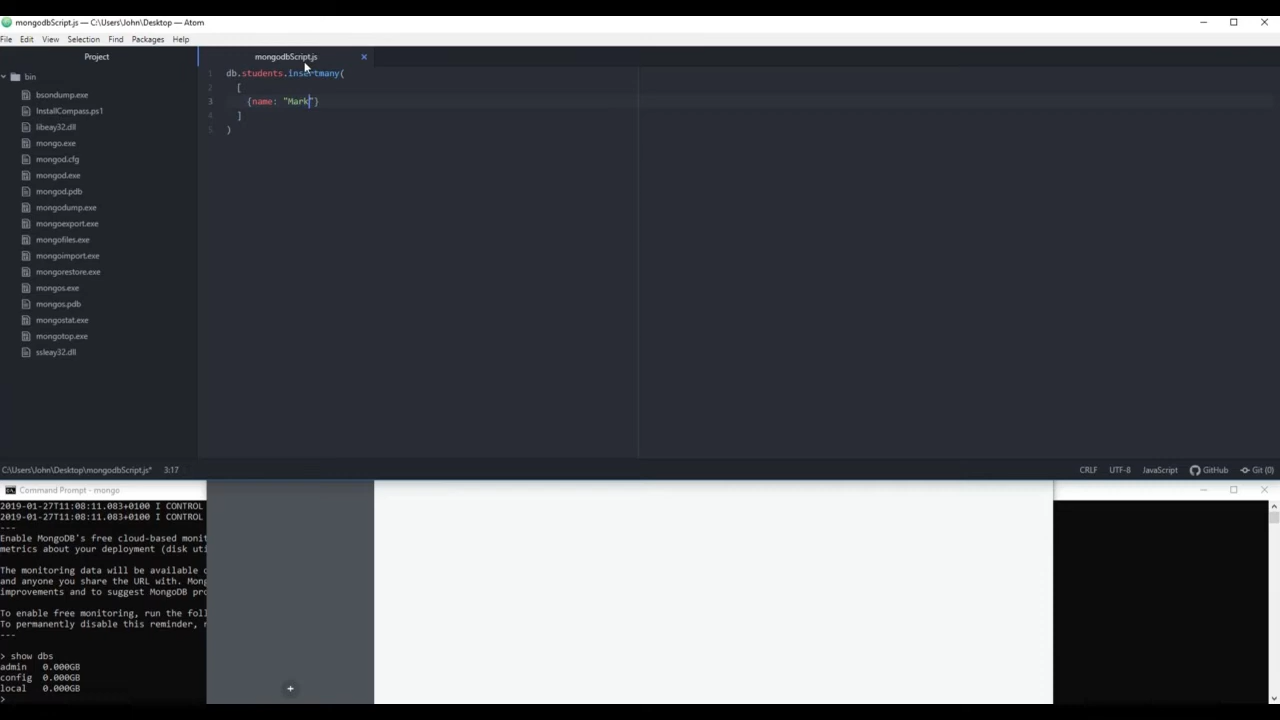 mongodbScript.js — C:\Users\John\Desktop — Atom
File Edit View Selection Find Packages Help
Project
bin
bsondump.exe
InstallCompass.ps1
libeay32.dll
mongo.exe
mongod.cfg
mongod.exe
mongod.pdb
mongodump.exe
mongoexport.exe
mongofiles.exe
mongoimport.exe
mongorestore.exe
mongos.exe
mongos.pdb
mongostat.exe
mongotop.exe
ssleay32.dll
mongodbScript.js
1 db.students.insertmany(
2 [
3 {name: "Mark"}
4 ]
5 )
C:\Users\John\Desktop\mongodbScript.js* 3:17 CRLF UTF-8 JavaScript GitHub Git (0)
Command Prompt - mongo
2019-01-27T11:08:11.083+0100 I CONTROL
2019-01-27T11:08:11.083+0100 I CONTROL
---
Enable MongoDB's free cloud-based monit
metrics about your deployment (disk uti
The monitoring data will be available
and anyone you share the URL with. Mong
improvements and to suggest MongoDB pro
To enable free monitoring, run the foll
To permanently disable this reminder, r
---
> show dbs
admin 0.000GB
config 0.000GB
local 0.000GB
>
+